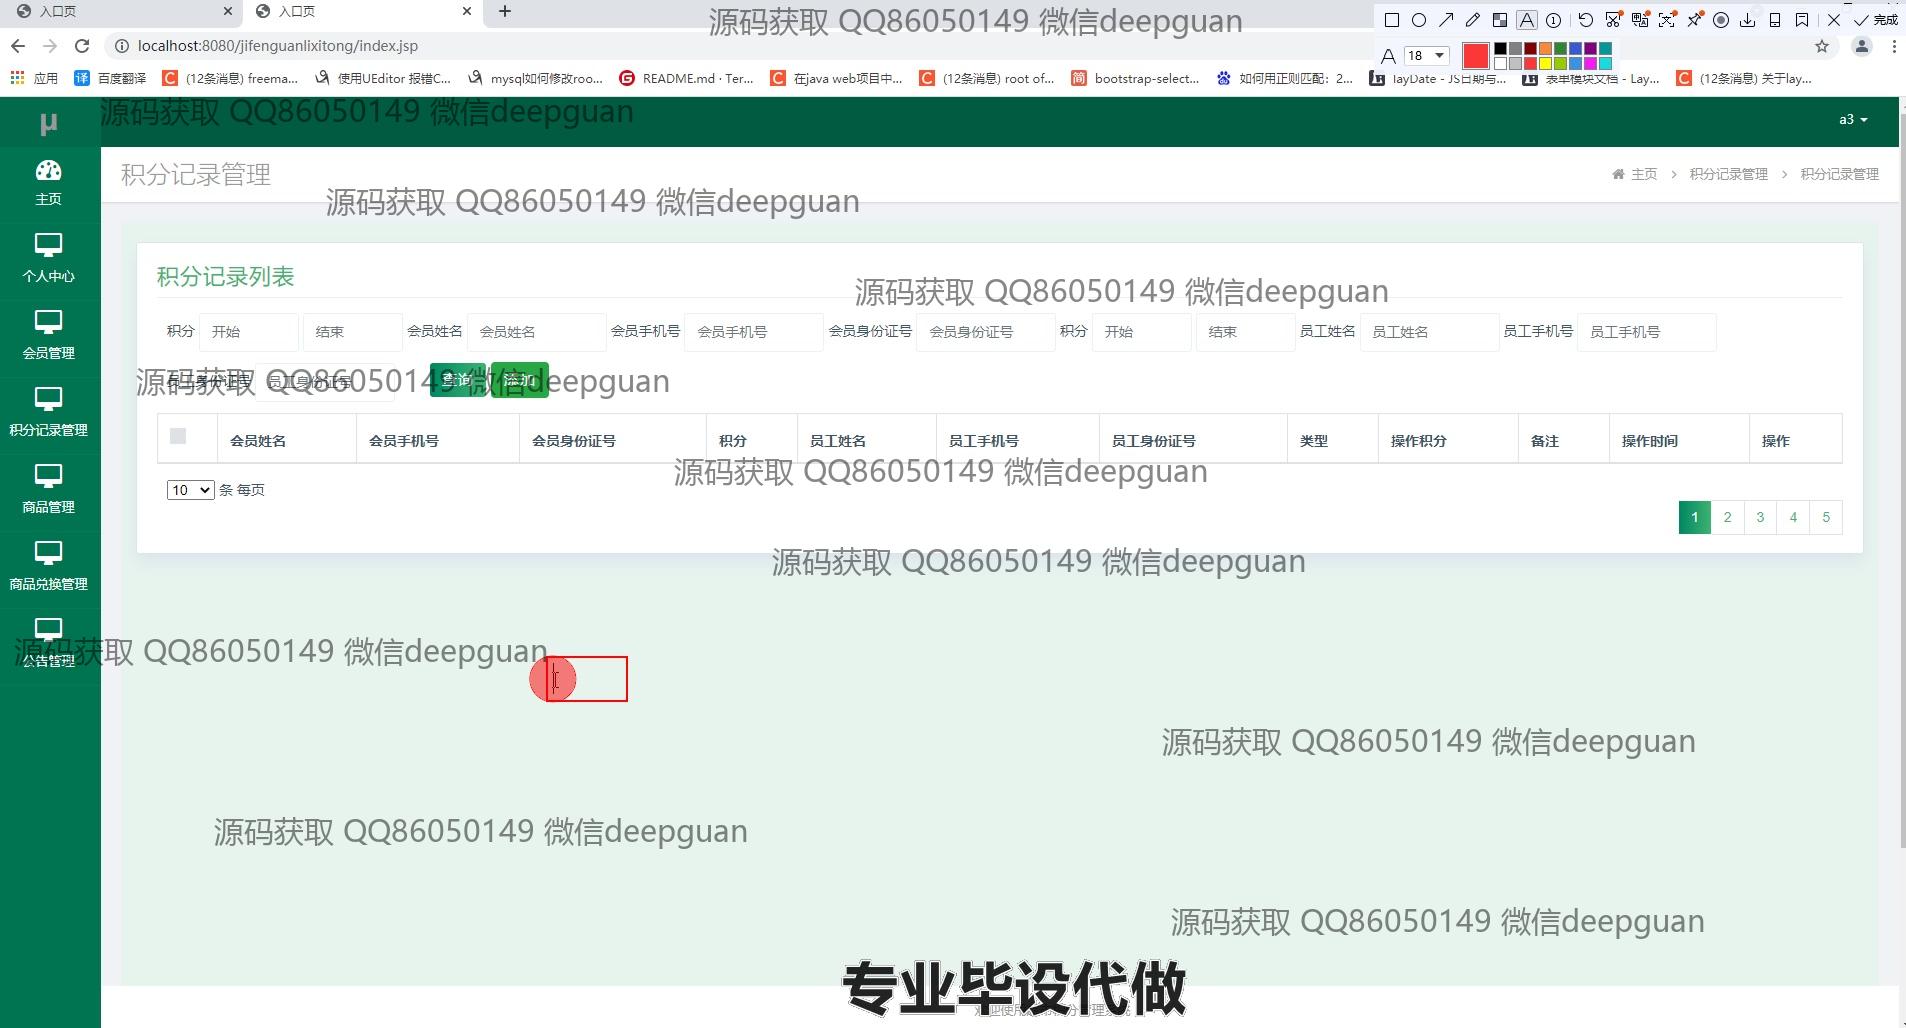 入口页 入口页
源码获取 QQ86050149 微信deepguan
完成
localhost:8080/jifenguanlixitong/index.jsp
18
应用 百度翻译 (12条消息) freema... 使用UEditor 报错C... mysql如何修改roo... README.md · Ter... 在java web项目中... (12条消息) root of... bootstrap-select... 如何用正则匹配：2... layDate - JS日期与... 表单模块文档 - Lay... (12条消息) 关于lay...
μ
源码获取 QQ86050149 微信deepguan
a3
主页
个人中心
会员管理
积分记录管理
商品管理
商品兑换管理
公告管理
积分记录管理
主页 > 积分记录管理 > 积分记录管理
源码获取 QQ86050149 微信deepguan
积分记录列表
源码获取 QQ86050149 微信deepguan
积分 开始 结束 会员姓名 会员姓名 会员手机号 会员手机号 会员身份证号 会员身份证号 积分 开始 结束 员工姓名 员工姓名 员工手机号 员工手机号
员工身份证号 员工身份证号 查询 添加
源码获取 QQ86050149 微信deepguan
会员姓名 会员手机号 会员身份证号 积分 员工姓名 员工手机号 员工身份证号 类型 操作积分 备注 操作时间 操作
源码获取 QQ86050149 微信deepguan
10 条 每页
1 2 3 4 5
源码获取 QQ86050149 微信deepguan
源码获取 QQ86050149 微信deepguan
源码获取 QQ86050149 微信deepguan
源码获取 QQ86050149 微信deepguan
源码获取 QQ86050149 微信deepguan
专业毕设代做